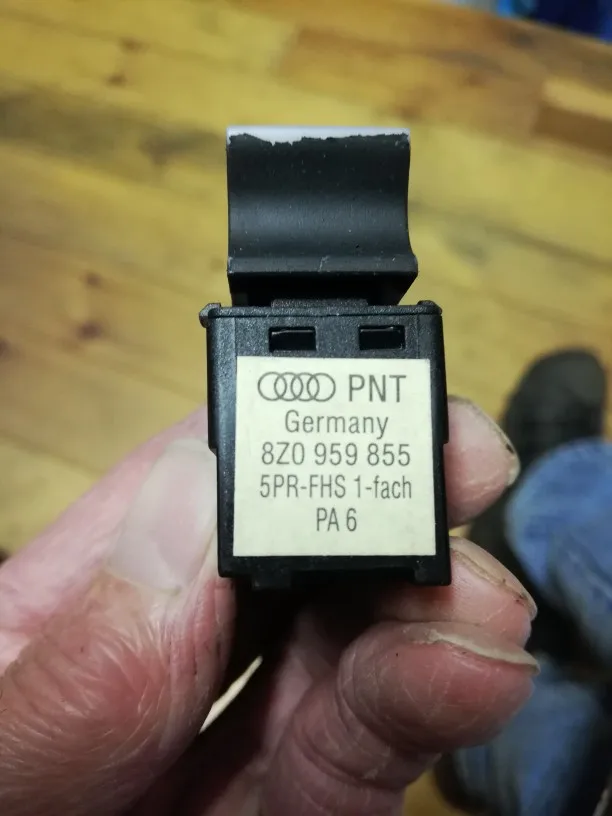 PNT
Germany
8Z0 959 855
5PR-FHS 1-fach
PA 6